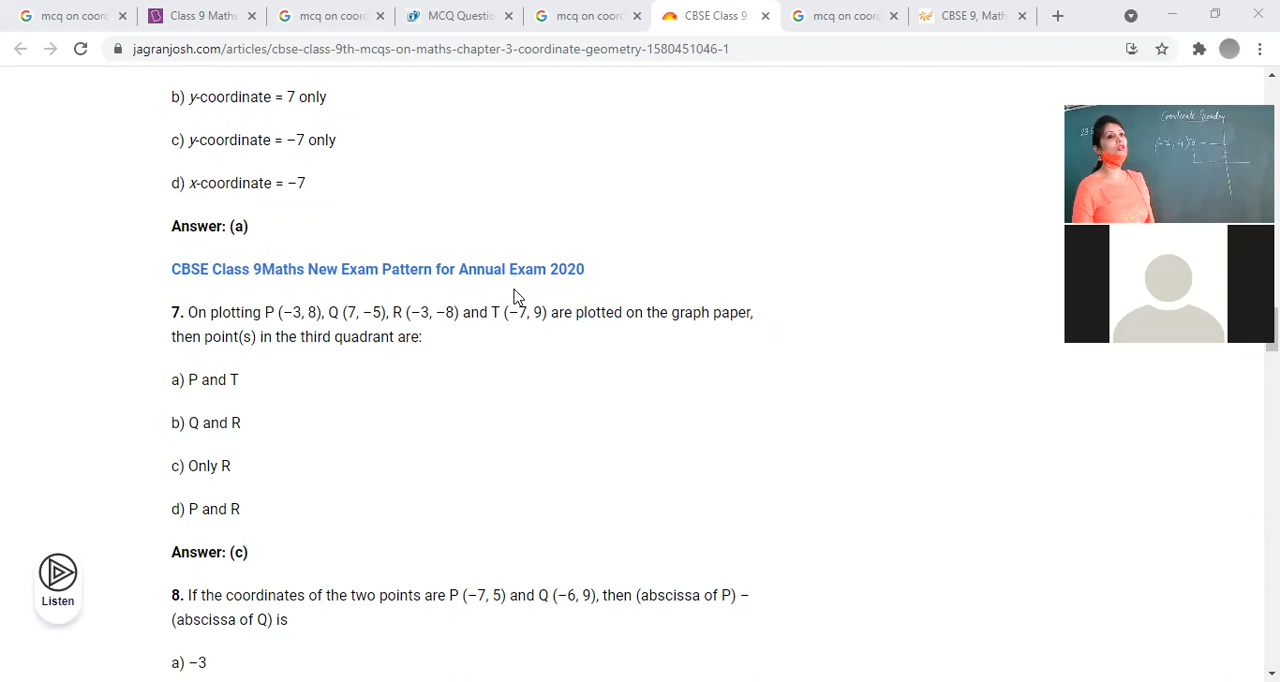 mcq on coord
Class 9 Maths
mcq on coor
MCQ Questio
mcq on coor
CBSE Class 9
mcq on coor
CBSE 9, Math
jagranjosh.com/articles/cbse-class-9th-mcqs-on-maths-chapter-3-coordinate-geometry-1580451046-1
b) y-coordinate = 7 only
c) y-coordinate = −7 only
d) x-coordinate = −7
Answer: (a)
CBSE Class 9Maths New Exam Pattern for Annual Exam 2020
7. On plotting P (−3, 8), Q (7, −5), R (−3, −8) and T (−7, 9) are plotted on the graph paper,
then point(s) in the third quadrant are:
a) P and T
b) Q and R
c) Only R
d) P and R
Answer: (c)
8. If the coordinates of the two points are P (−7, 5) and Q (−6, 9), then (abscissa of P) −
(abscissa of Q) is
a) −3
Listen
Coordinate Geometry